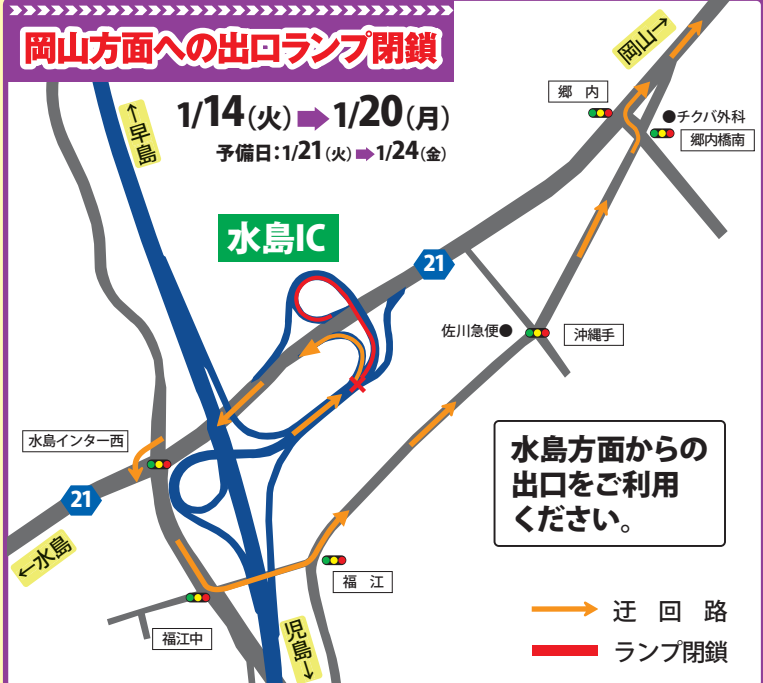 岡山方面への出口ランプ閉鎖
1/14(火)➡1/20(月)
予備日:1/21(火)➡1/24(金)
岡山→
↑早島
郷 内
●チクバ外科
郷内橋南
水島IC
21
佐川急便●
沖縄手
水島インター西
21
←水島
水島方面からの
出口をご利用
ください。
福 江
福江中
児島↓
迂 回 路
ランプ閉鎖